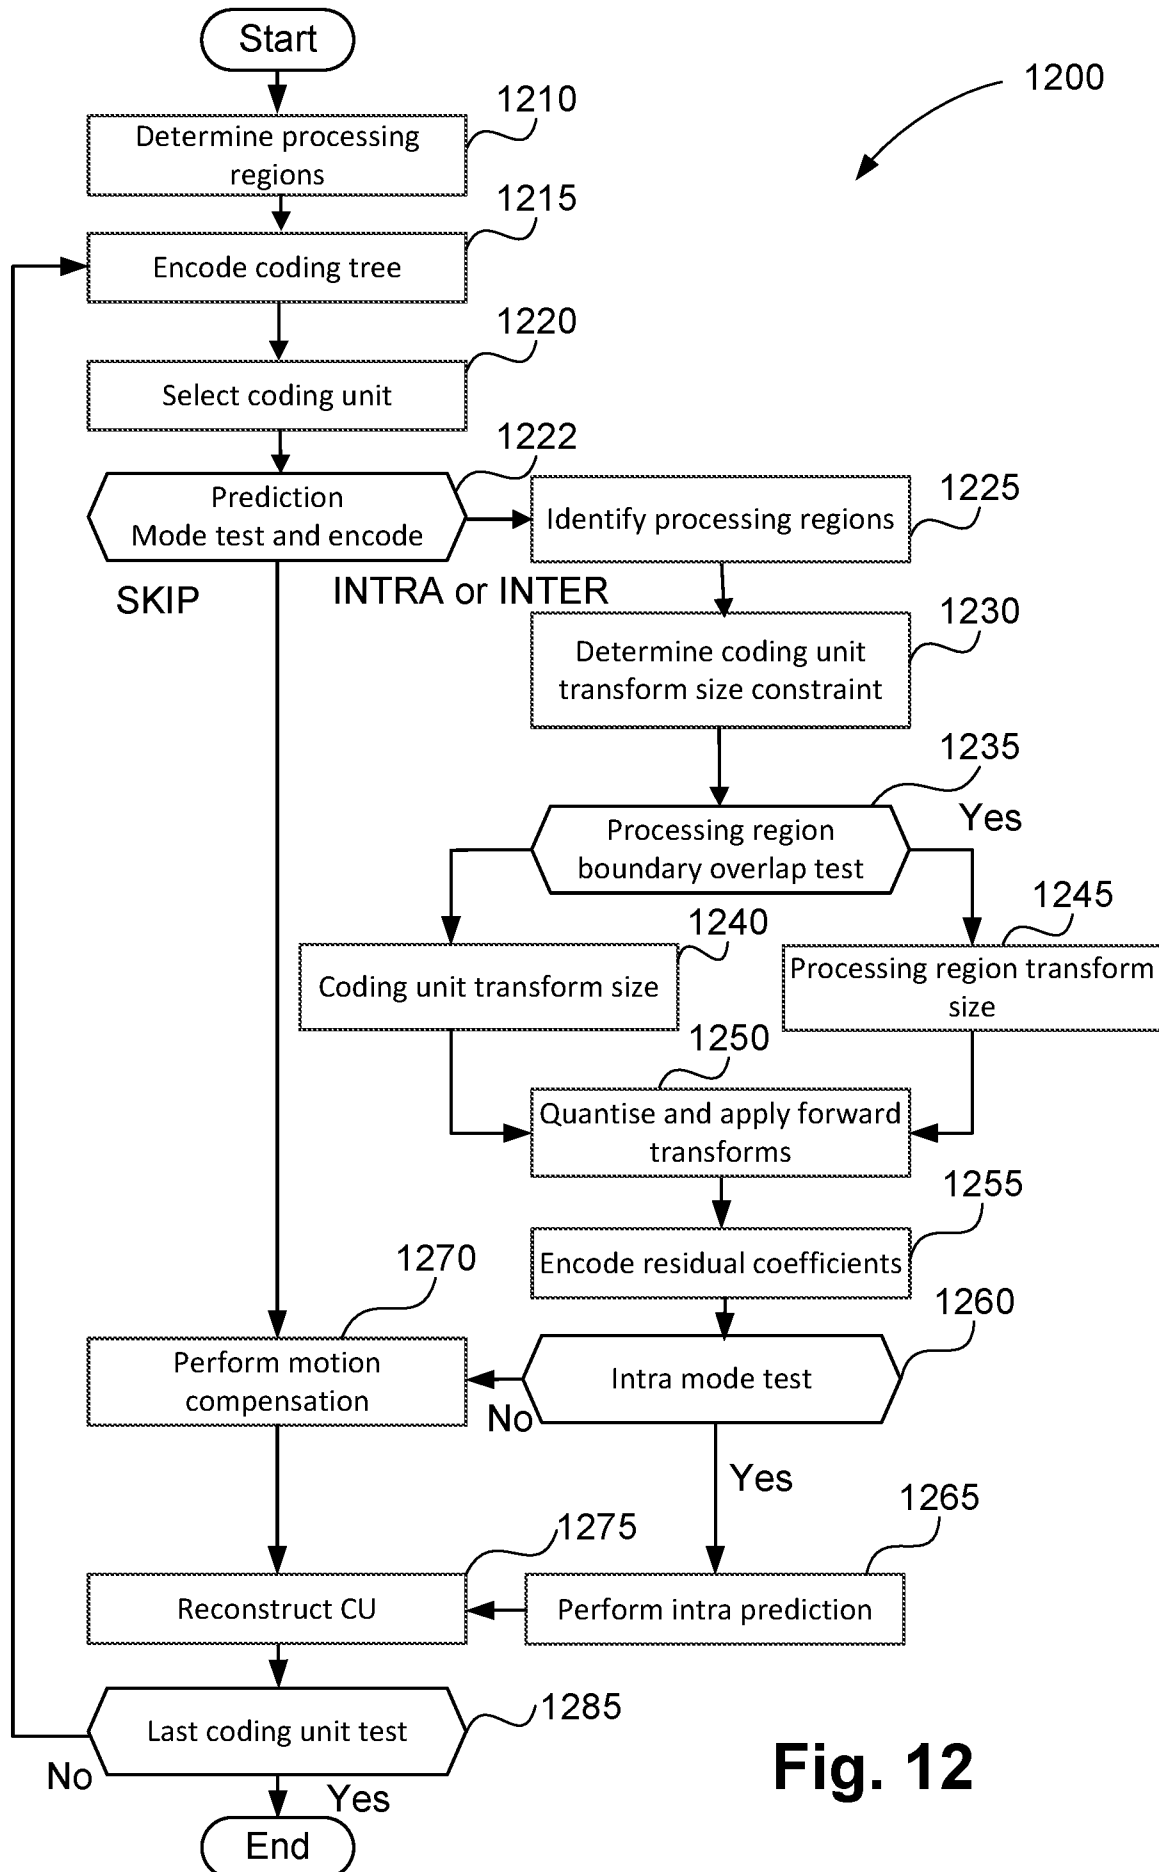 Start
1200
1210
Determine processing
regions
1215
Encode coding tree
1220
Select coding unit
1222
Prediction
Mode test and encode
SKIP
INTRA or INTER
1225
Identify processing regions
1230
Determine coding unit
transform size constraint
1235
Processing region
boundary overlap test
Yes
1240
Coding unit transform size
1245
Processing region transform
size
1250
Quantise and apply forward
transforms
1255
Encode residual coefficients
1260
Intra mode test
No
Yes
1270
Perform motion
compensation
1265
Perform intra prediction
1275
Reconstruct CU
1285
Last coding unit test
No
Yes
End
Fig. 12